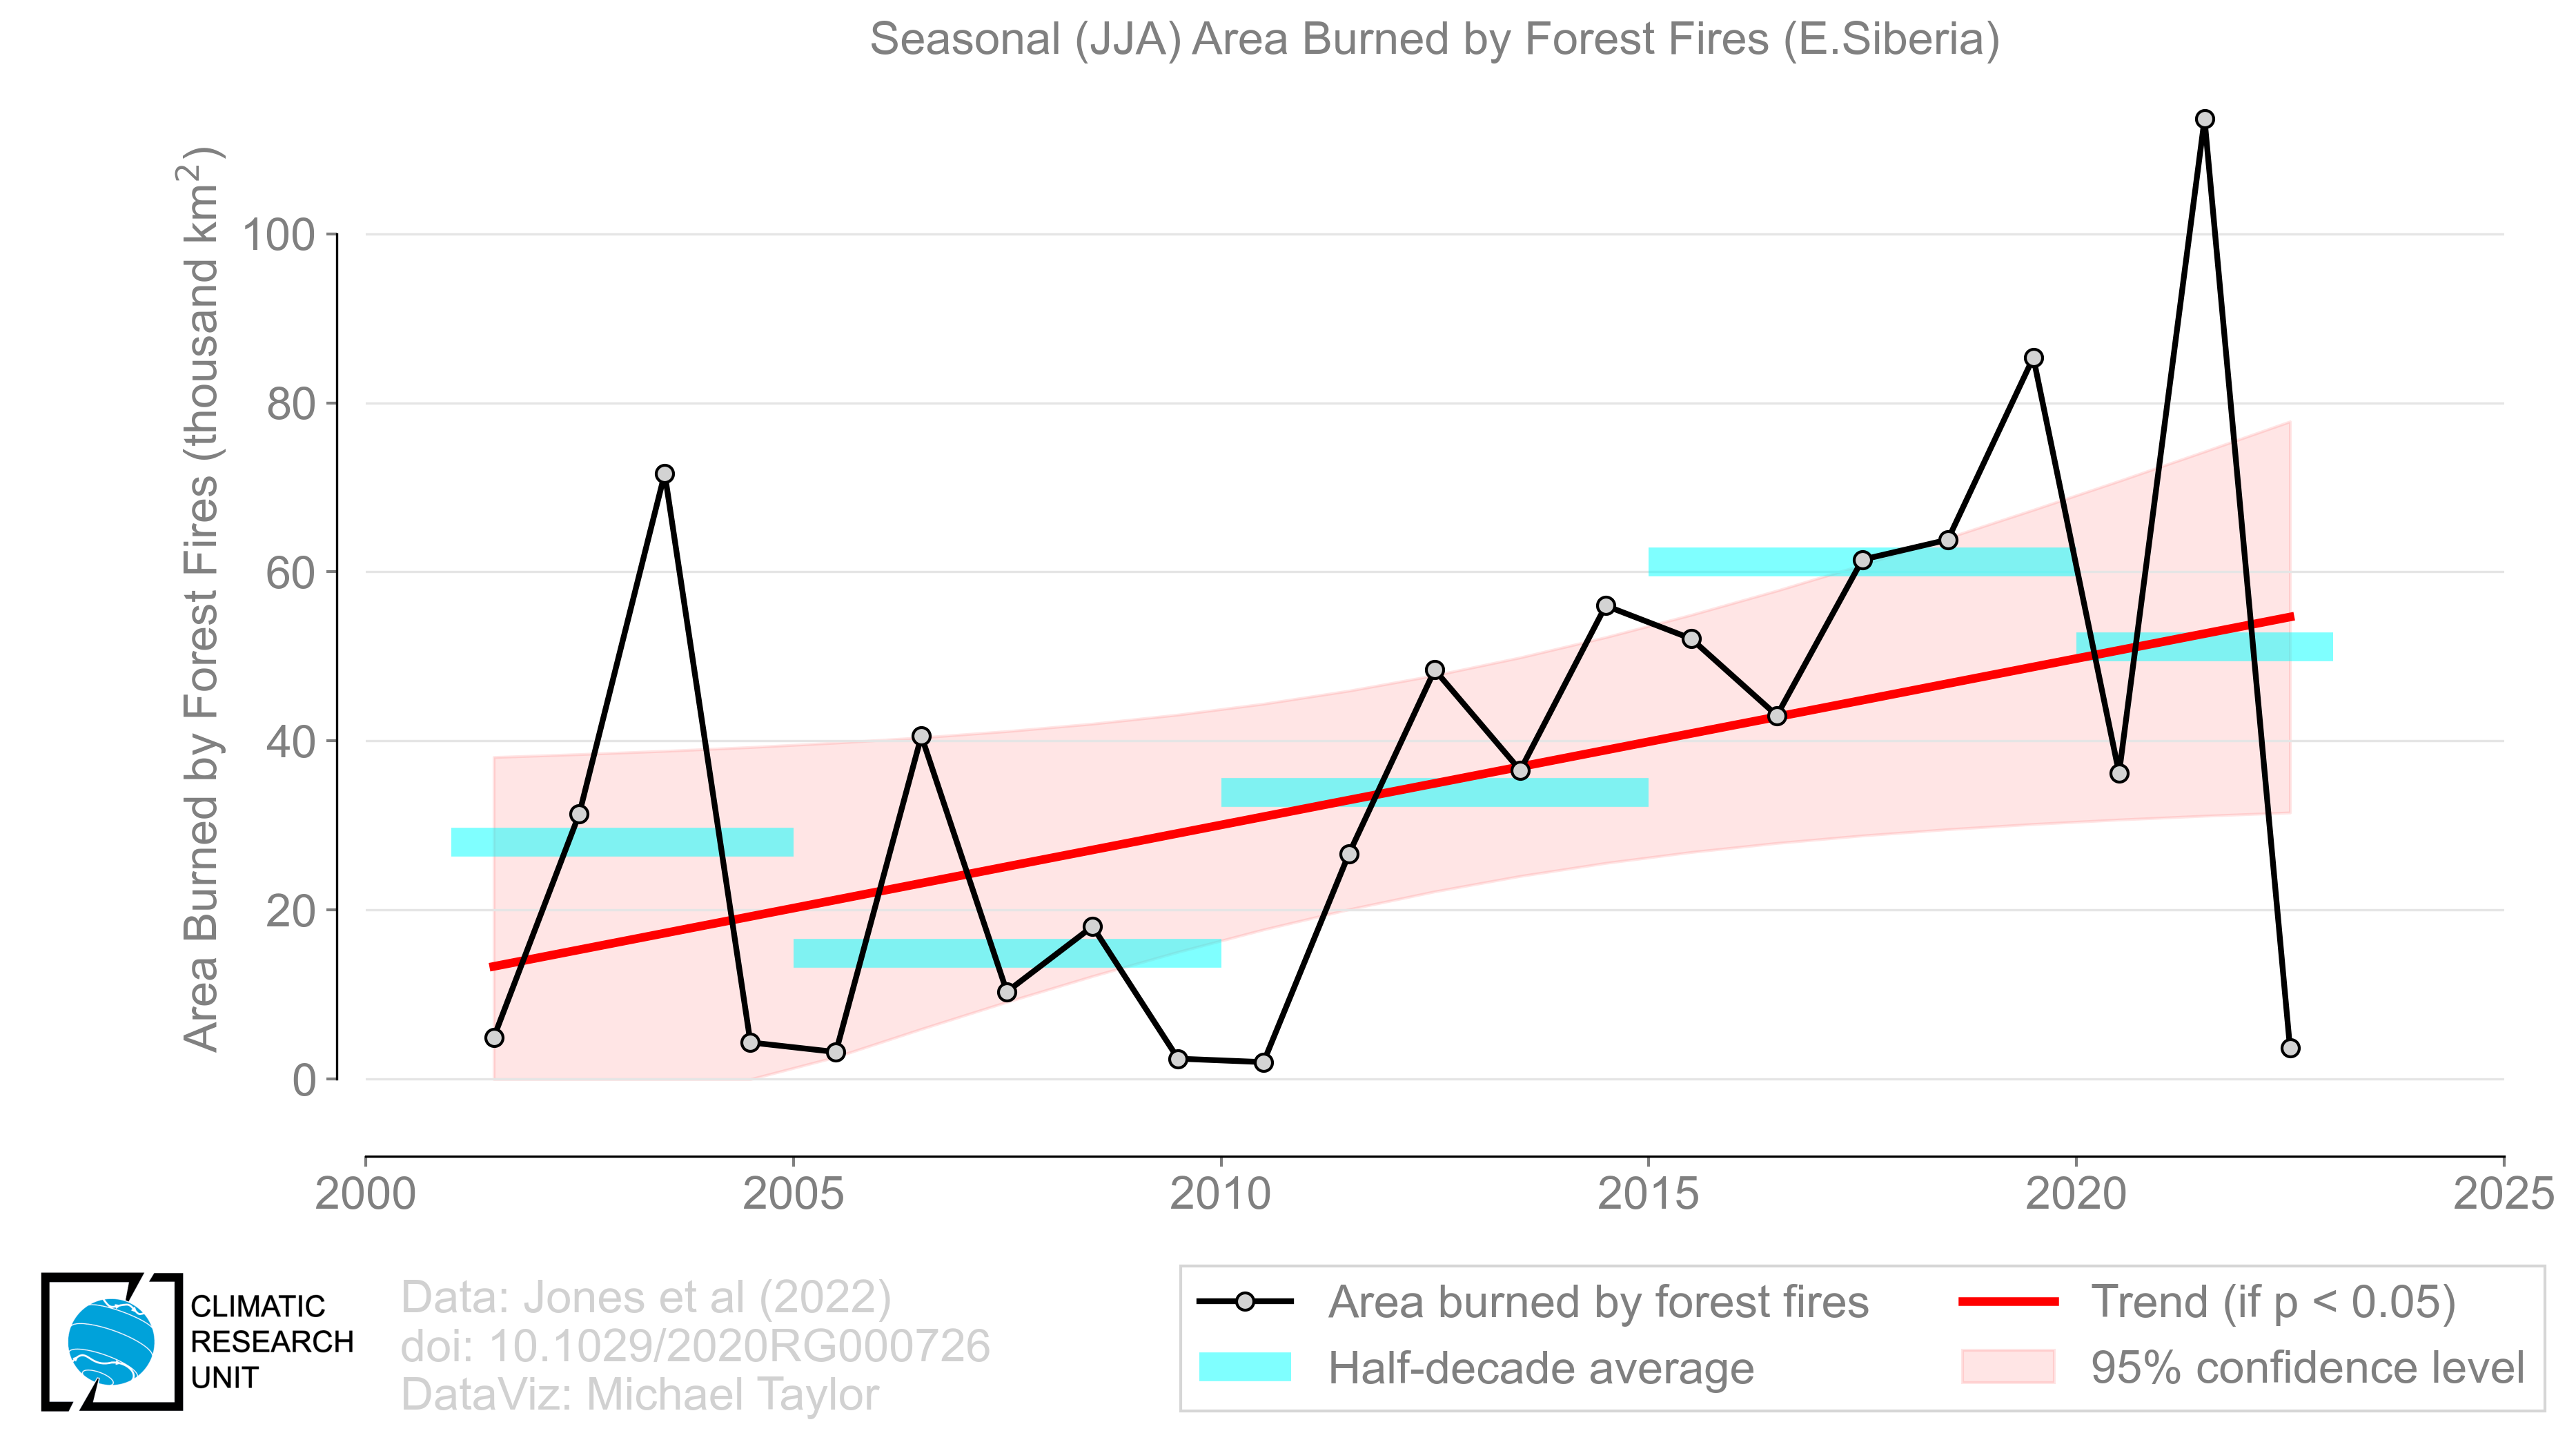 Seasonal (JJA) Area Burned by Forest Fires (E.Siberia)
Area Burned by Forest Fires (thousand km²)
100
80
60
40
20
0
2000
2005
2010
2015
2020
2025
CLIMATIC
RESEARCH
UNIT
Data: Jones et al (2022)
doi: 10.1029/2020RG000726
DataViz: Michael Taylor
Area burned by forest fires
Half-decade average
Trend (if p < 0.05)
95% confidence level